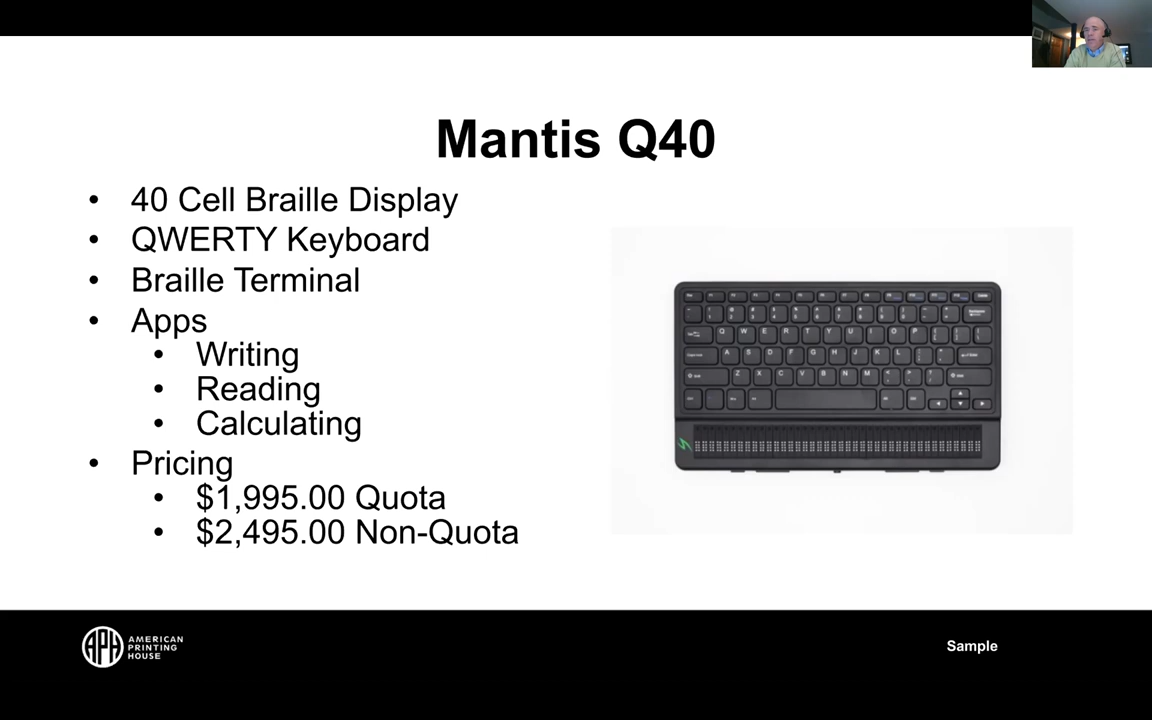 Mantis Q40
• 40 Cell Braille Display
• QWERTY Keyboard
• Braille Terminal
• Apps
• Writing
• Reading
• Calculating
• Pricing
• $1,995.00 Quota
• $2,495.00 Non-Quota
Q W E R T Y U I O P
A S D F G H J K L
Z X C V B N M
APH AMERICAN
PRINTING
HOUSE
Sample